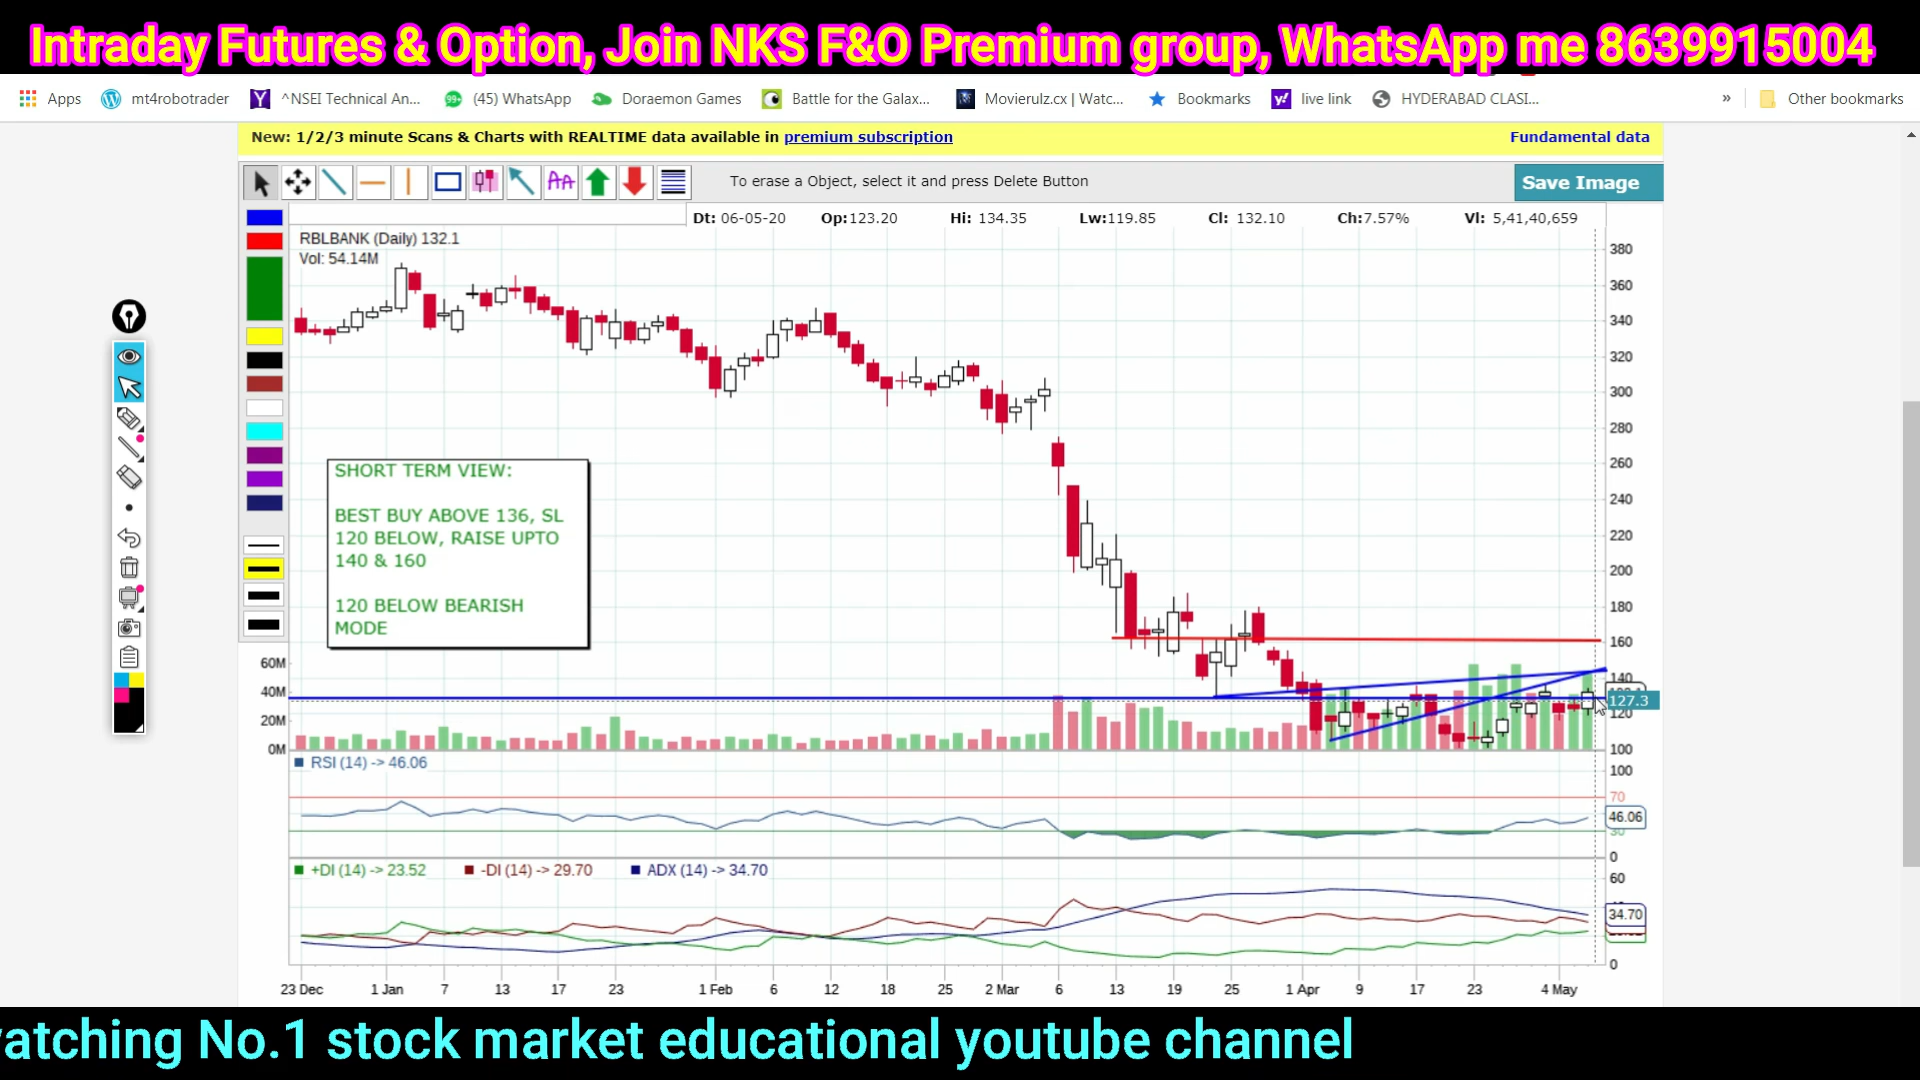 Intraday Futures & Option, Join NKS F&O Premium group, WhatsApp me 8639915004
Apps mt4robotrader ^NSEI Technical An... (45) WhatsApp Doraemon Games Battle for the Galax... Movierulz.cx | Watc... Bookmarks live link HYDERABAD CLASI... » Other bookmarks
New: 1/2/3 minute Scans & Charts with REALTIME data available in premium subscription Fundamental data
AA To erase a Object, select it and press Delete Button Save Image
Dt: 06-05-20 Op:123.20 Hi: 134.35 Lw:119.85 Cl: 132.10 Ch:7.57% Vl: 5,41,40,659
RBLBANK (Daily) 132.1
Vol: 54.14M
380
360
340
320
300
280
260
240
220
200
180
160
140
127.3
120
100
SHORT TERM VIEW:
BEST BUY ABOVE 136, SL
120 BELOW, RAISE UPTO
140 & 160
120 BELOW BEARISH
MODE
60M
40M
20M
0M
RSI (14) -> 46.06
100
70
46.06
30
0
+DI (14) -> 23.52 -DI (14) -> 29.70 ADX (14) -> 34.70
60
34.70
0
23 Dec 1 Jan 7 13 17 23 1 Feb 6 12 18 25 2 Mar 6 13 19 25 1 Apr 9 17 23 4 May
atching No.1 stock market educational youtube channel